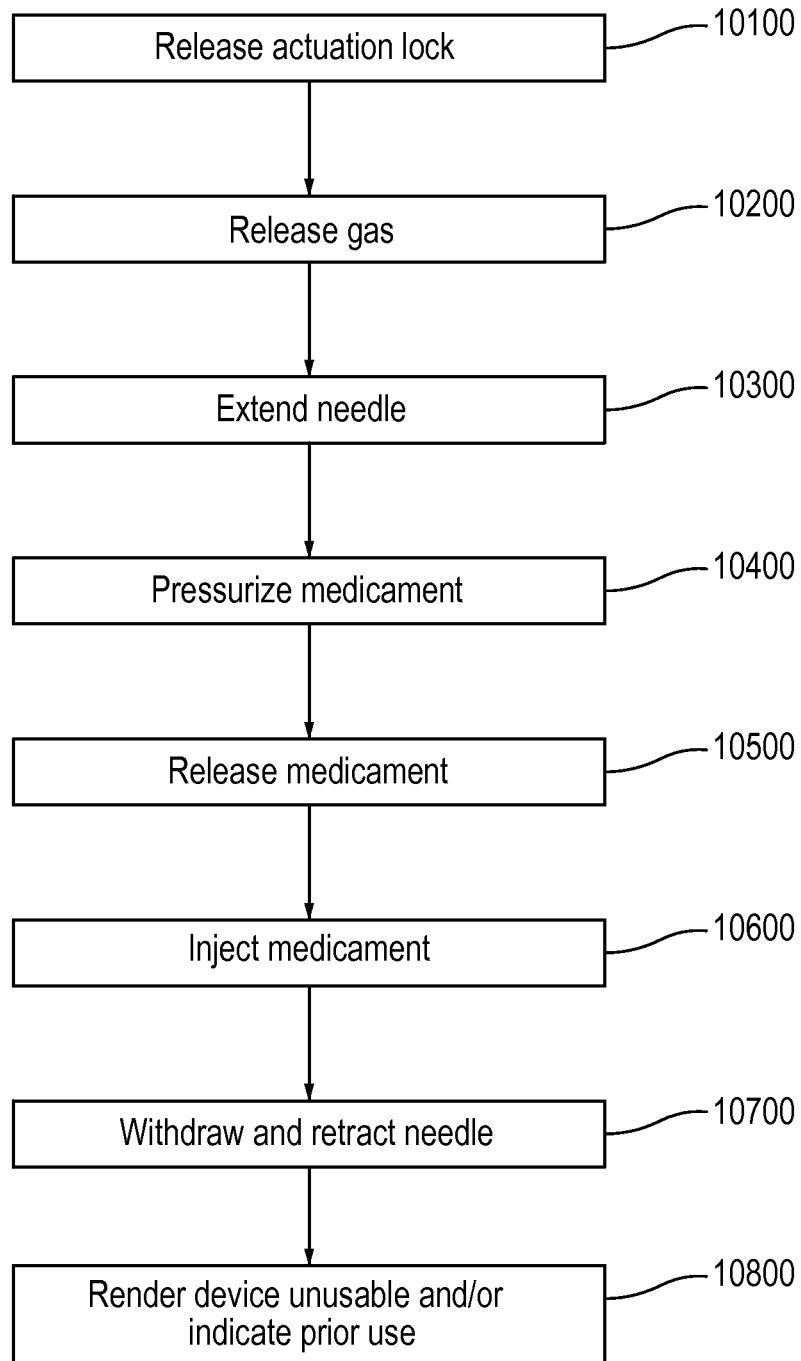 Release actuation lock
10100
Release gas
10200
Extend needle
10300
Pressurize medicament
10400
Release medicament
10500
Inject medicament
10600
Withdraw and retract needle
10700
Render device unusable and/or
indicate prior use
10800